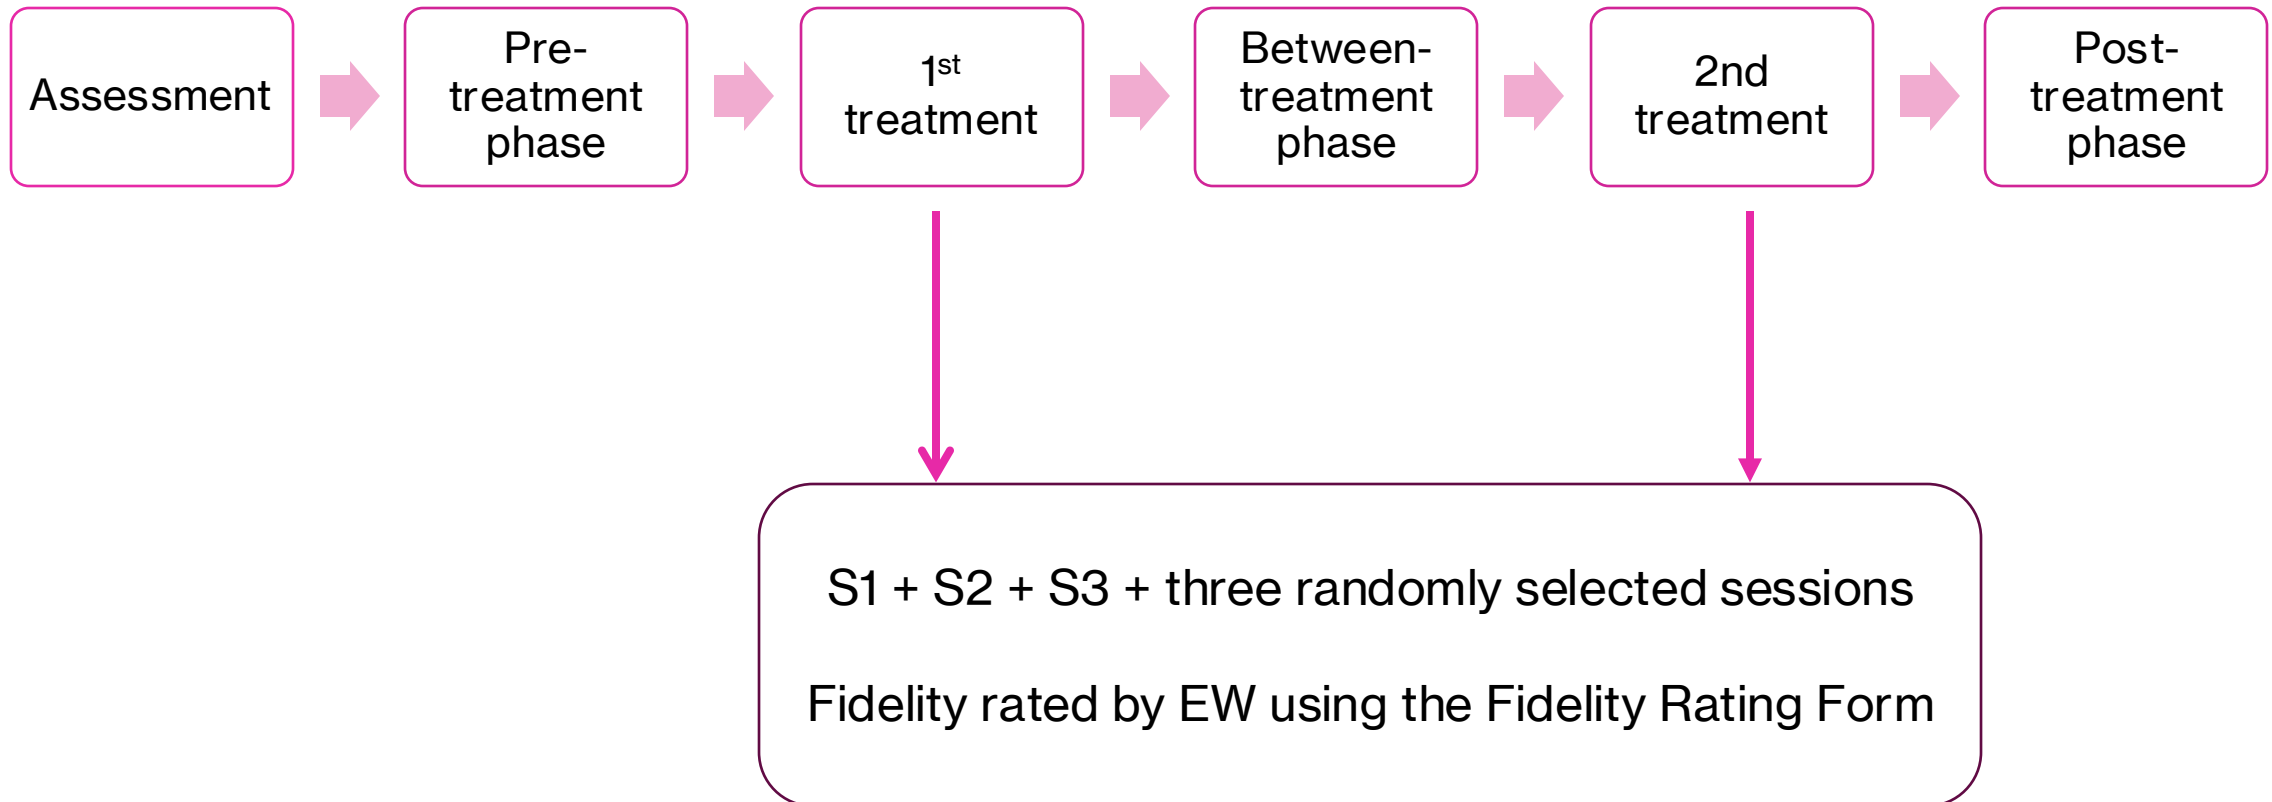 Assessment
Pre-
treatment
phase
1st
treatment
Between-
treatment
phase
2nd
treatment
Post-
treatment
phase
S1 + S2 + S3 + three randomly selected sessions
Fidelity rated by EW using the Fidelity Rating Form